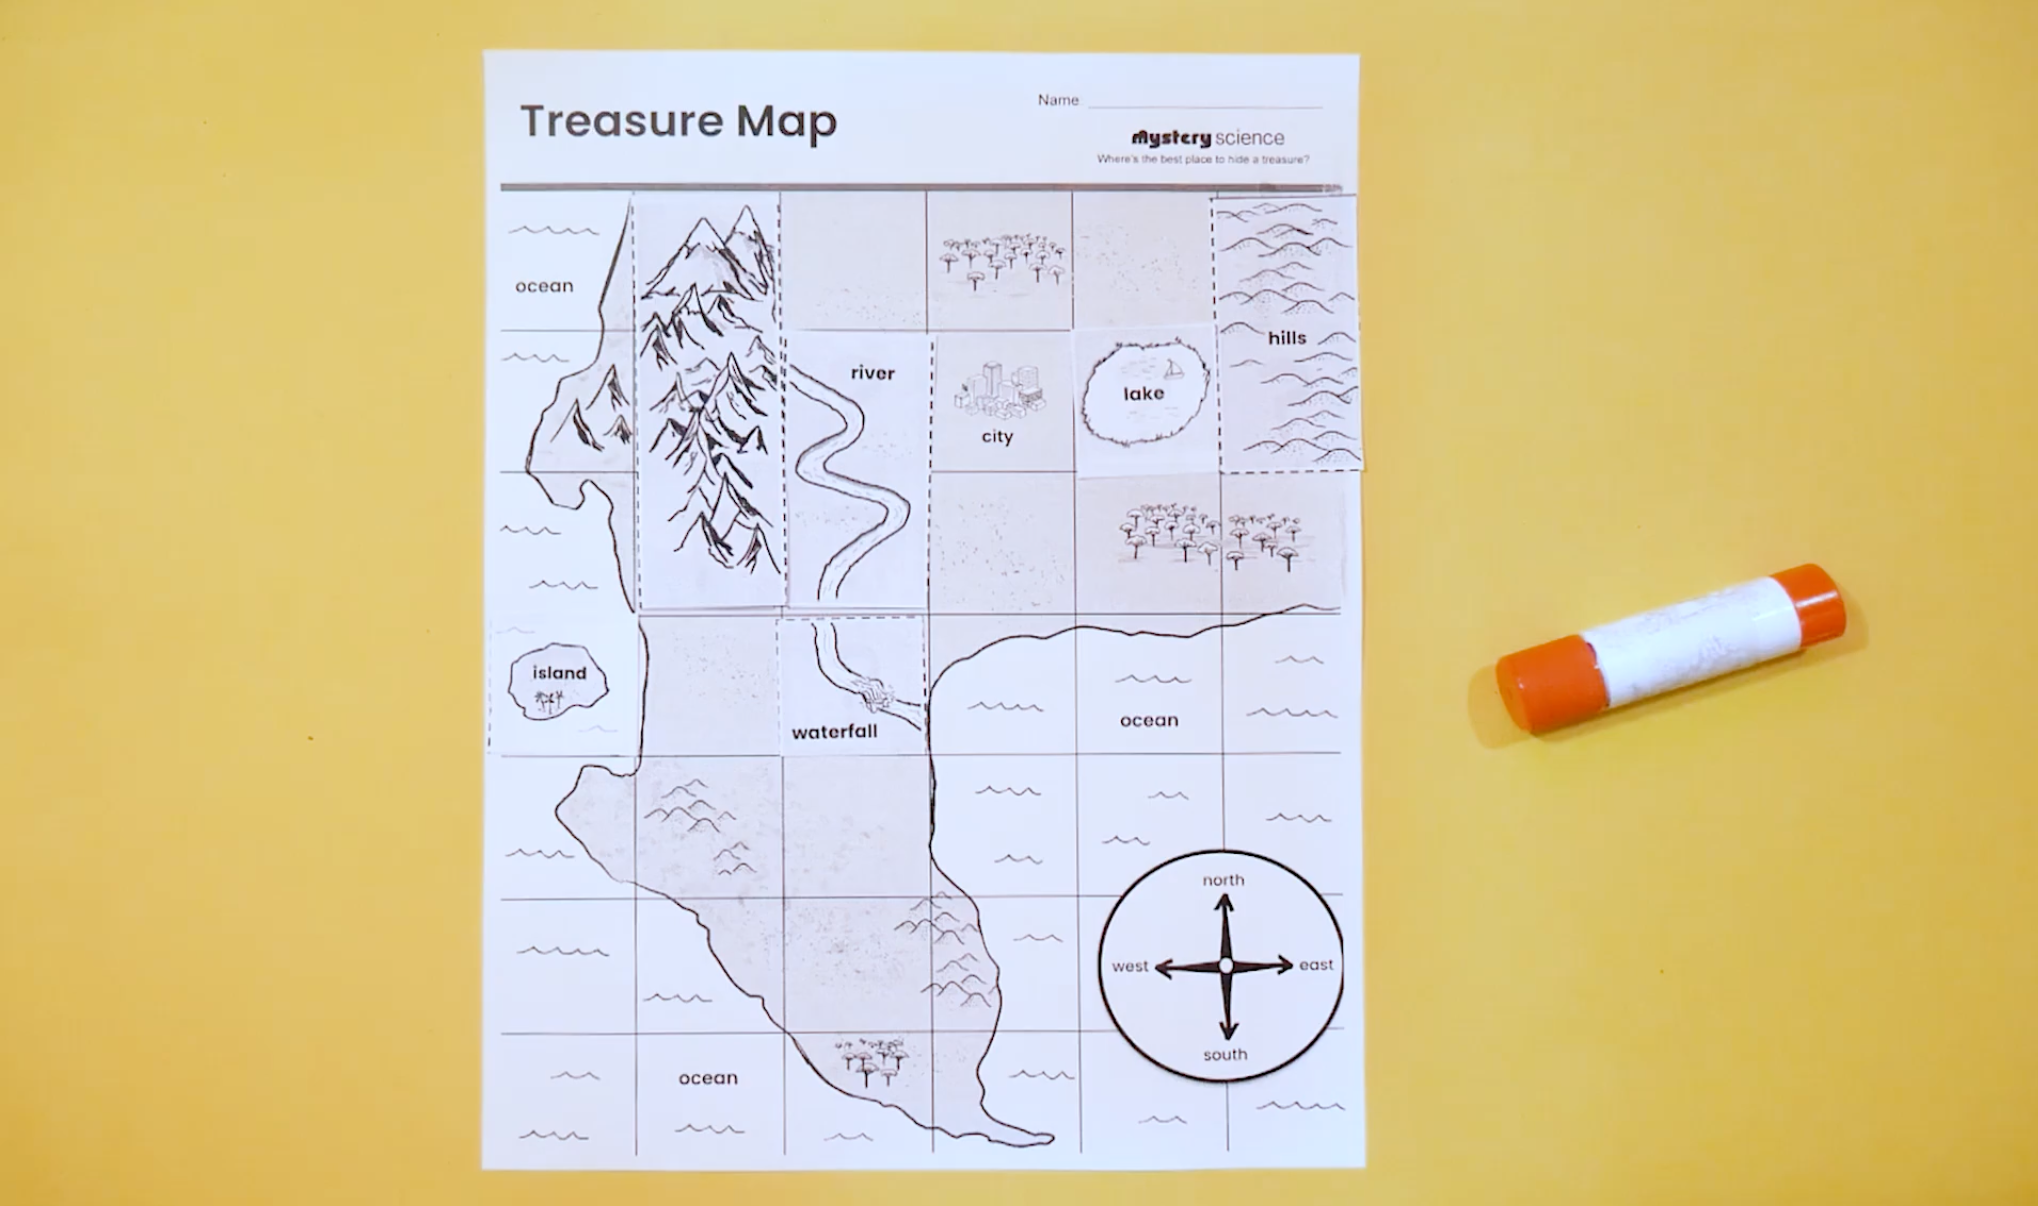 Treasure Map
Name
Mystery science
Where's the best place to hide a treasure?
ocean
hills
river
lake
city
island
waterfall
ocean
north
west
east
south
ocean